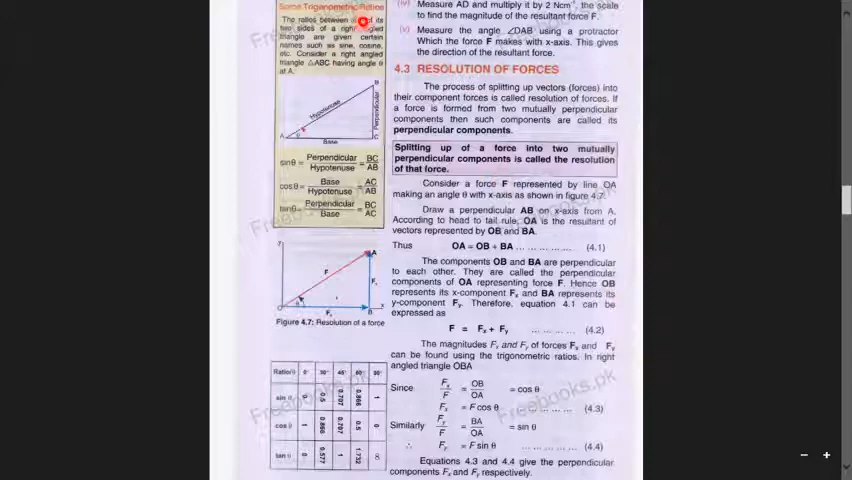 Some Trigonometric Ratios
The ratios between any of its
two sides of a right angled
triangle are given certain
names such as sine, cosine,
etc. Consider a right angled
triangle △ABC having angle θ
at A.
B
Hypotenuse
Perpendicular
A θ C
Base
sinθ = Perpendicular / Hypotenuse = BC / AB
cosθ = Base / Hypotenuse = AC / AB
tanθ = Perpendicular / Base = BC / AC
y
A
F
Fy
θ
O Fx B x
Figure 4.7: Resolution of a force
Ratio/θ 0° 30° 45° 60° 90°
sin θ 0 0.5 0.707 0.866 1
cos θ 1 0.866 0.707 0.5 0
tan θ 0 0.577 1 1.732 8
(iv) Measure AD and multiply it by 2 Ncm⁻¹, the scale
to find the magnitude of the resultant force F.
(v) Measure the angle ∠DAB using a protractor
Which the force F makes with x-axis. This gives
the direction of the resultant force.
4.3 RESOLUTION OF FORCES
The process of splitting up vectors (forces) into
their component forces is called resolution of forces. If
a force is formed from two mutually perpendicular
components then such components are called its
perpendicular components.
Splitting up of a force into two mutually
perpendicular components is called the resolution
of that force.
Consider a force F represented by line OA
making an angle θ with x-axis as shown in figure 4.7.
Draw a perpendicular AB on x-axis from A.
According to head to tail rule, OA is the resultant of
vectors represented by OB and BA.
Thus OA = OB + BA ... ... ... ... ... (4.1)
The components OB and BA are perpendicular
to each other. They are called the perpendicular
components of OA representing force F. Hence OB
represents its x-component Fx and BA represents its
y-component Fy. Therefore, equation 4.1 can be
expressed as
F = Fx + Fy ... ... ... ... (4.2)
The magnitudes Fx and Fy of forces Fx and Fy
can be found using the trigonometric ratios. In right
angled triangle OBA
Since Fx / F = OB / OA = cos θ
Fx = F cos θ ... ... ... ... (4.3)
Similarly Fy / F = BA / OA = sin θ
∴ Fy = F sin θ ... ... ... ... (4.4)
Equations 4.3 and 4.4 give the perpendicular
components Fx and Fy respectively.
Freebooks.pk
Freebooks.pk
Freebooks.pk
Freebooks.pk